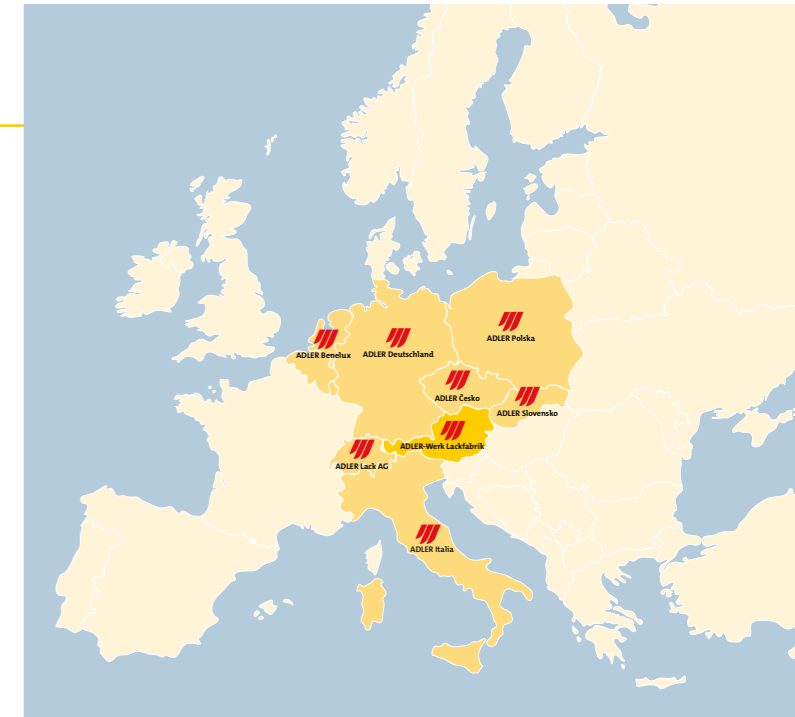 ADLER Polska
ADLER Benelux
ADLER Deutschland
ADLER Česko
ADLER Slovensko
ADLER-Werk Lackfabrik
ADLER Lack AG
ADLER Italia